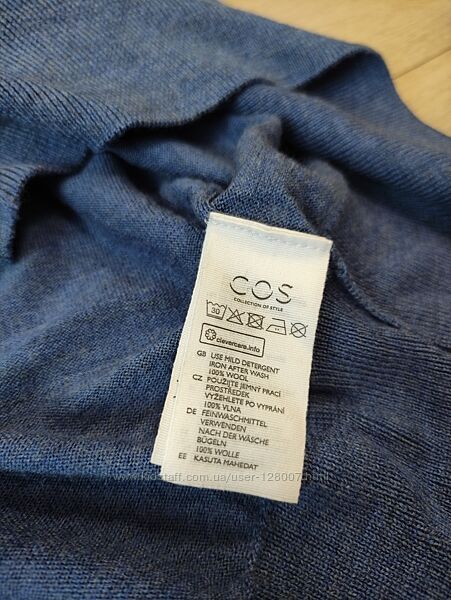 COS
COLLECTION OF STYLE
30
clevercare.info
GB USE MILD DETERGENT
IRON AFTER WASH
100% WOOL
CZ POUŽIJTE JEMNÝ PRACÍ
PROSTŘEDEK
VYŽEHLETE PO VYPRÁNÍ
100% VLNA
DE FEINWASCHMITTEL
VERWENDEN
NACH DER WÄSCHE
BÜGELN
100% WOLLE
EE KASUTA MAHEDAT